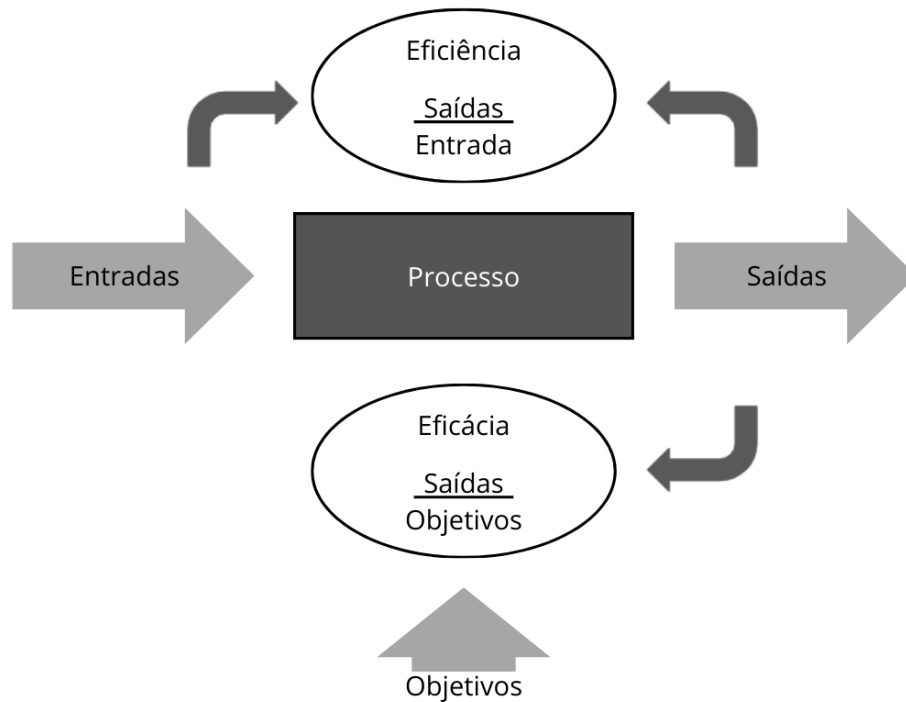 Eficiência
Saídas
Entrada
Entradas
Processo
Saídas
Eficácia
Saídas
Objetivos
Objetivos